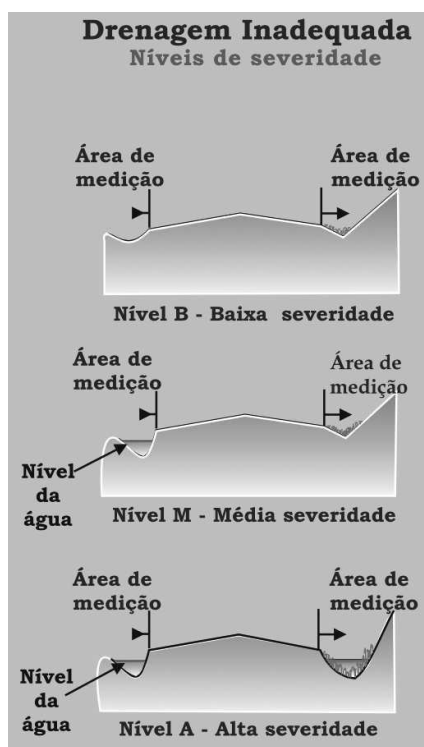 Drenagem Inadequada
Níveis de severidade
Área de
medição
Área de
medição
Nível B - Baixa severidade
Área de
medição
Área de
medição
Nível
da
água
Nível M - Média severidade
Área de
medição
Área de
medição
Nível
da
água
Nível A - Alta severidade